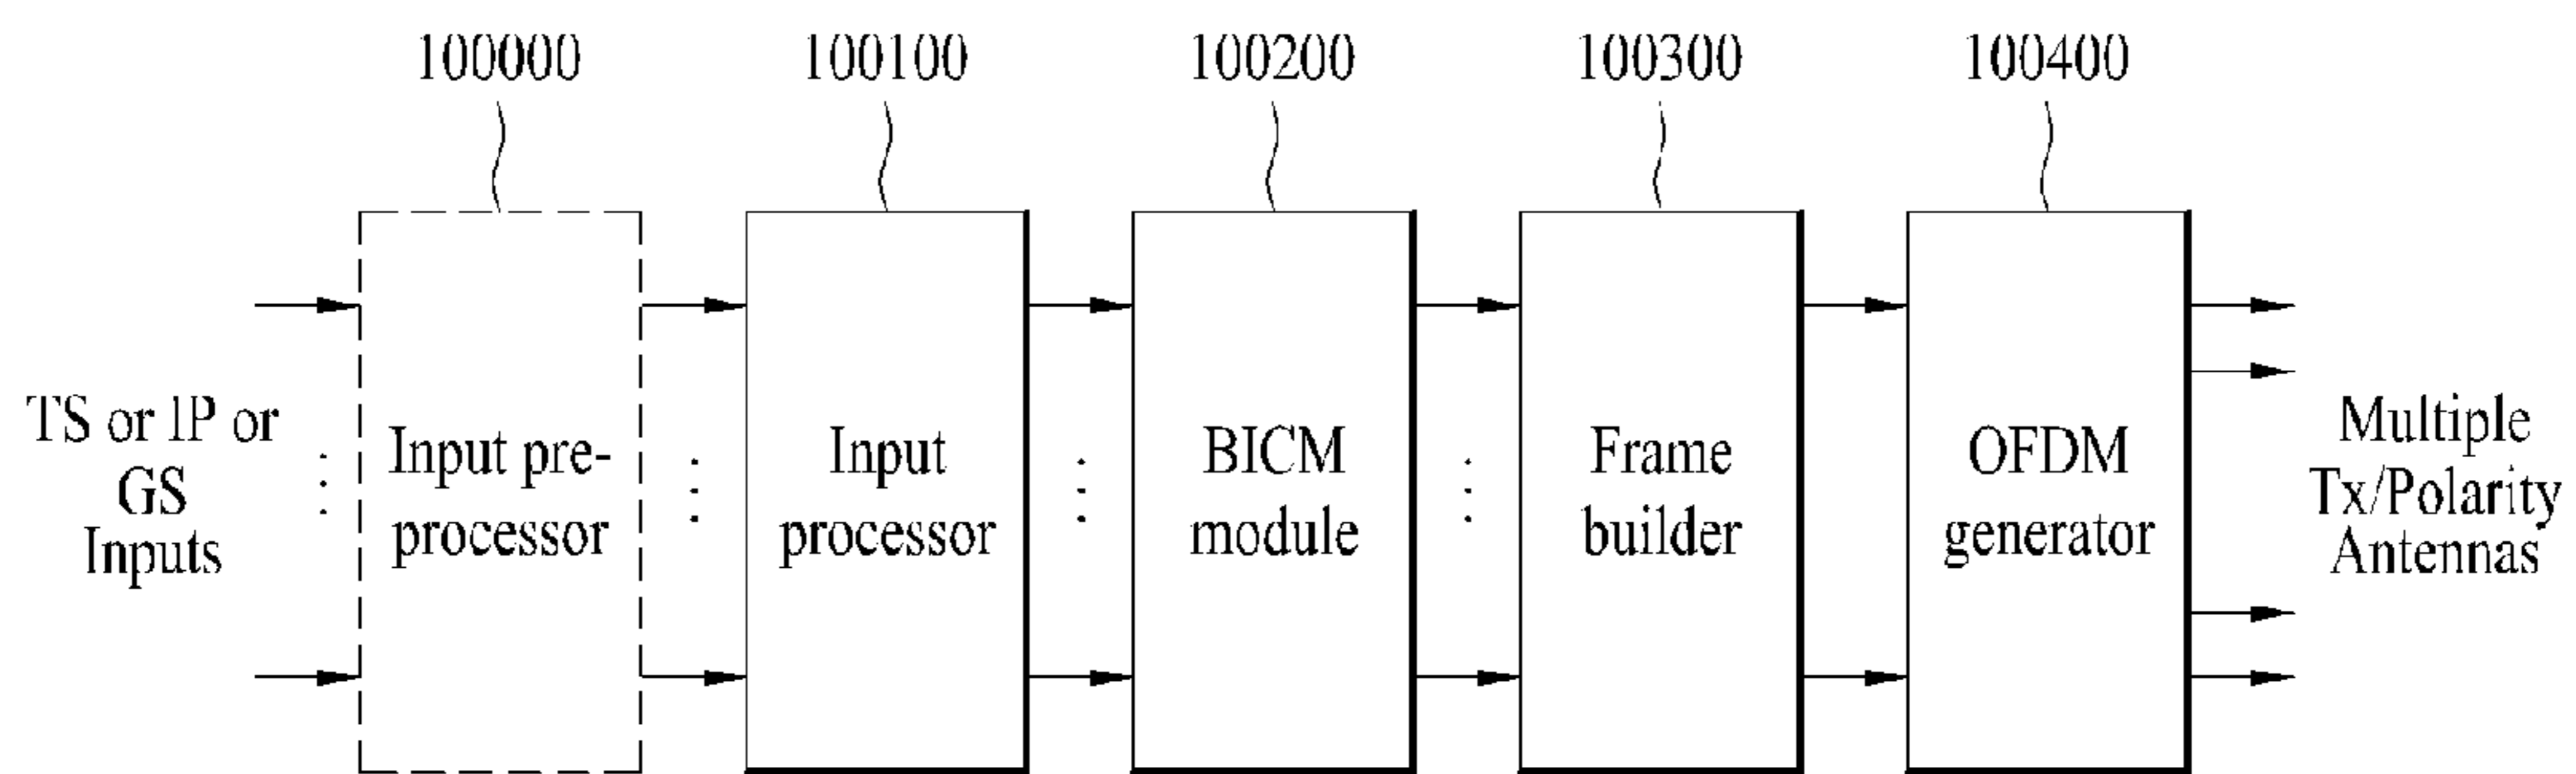 100000
100100
100200
100300
100400
TS or IP or
GS
Inputs
Input pre-
processor
Input
processor
BICM
module
Frame
builder
OFDM
generator
Multiple
Tx/Polarity
Antennas